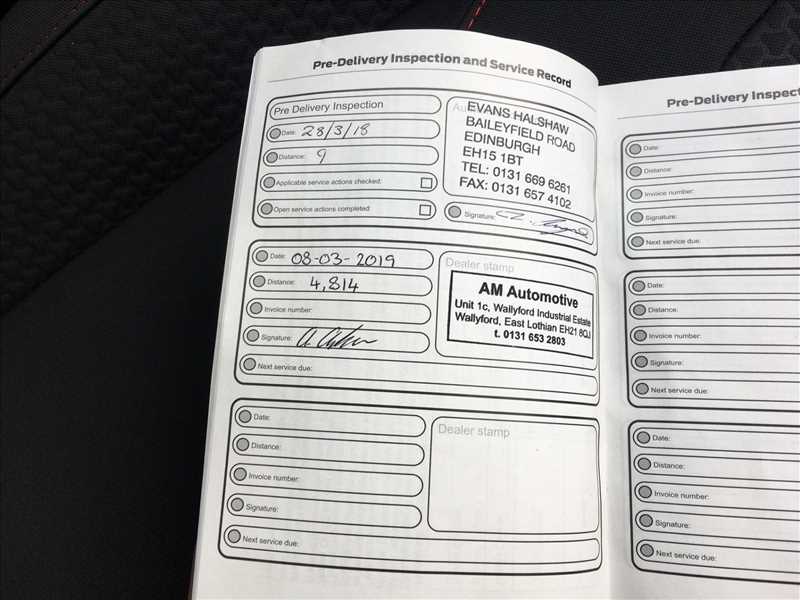 Pre-Delivery Inspection and Service Record
Pre Delivery Inspection
Date: 28/3/18
Distance: 9
Applicable service actions checked:
Open service actions completed
EVANS HALSHAW
BAILEYFIELD ROAD
EDINBURGH
EH15 1BT
TEL: 0131 669 6261
FAX: 0131 657 4102
Signature:
Date: 08-03-2019
Distance: 4,814
Invoice number:
Signature:
Next service due:
Dealer stamp
AM Automotive
Unit 1c, Wallyford Industrial Estate
Wallyford, East Lothian EH21 8QJ
t. 0131 653 2803
Date:
Distance:
Invoice number:
Signature:
Next service due:
Dealer stamp
Pre-Delivery Inspect
Date:
Distance:
Invoice number:
Signature:
Next service due:
Date:
Distance:
Invoice number:
Signature:
Next service due:
Date:
Distance:
Invoice number:
Signature:
Next service due: